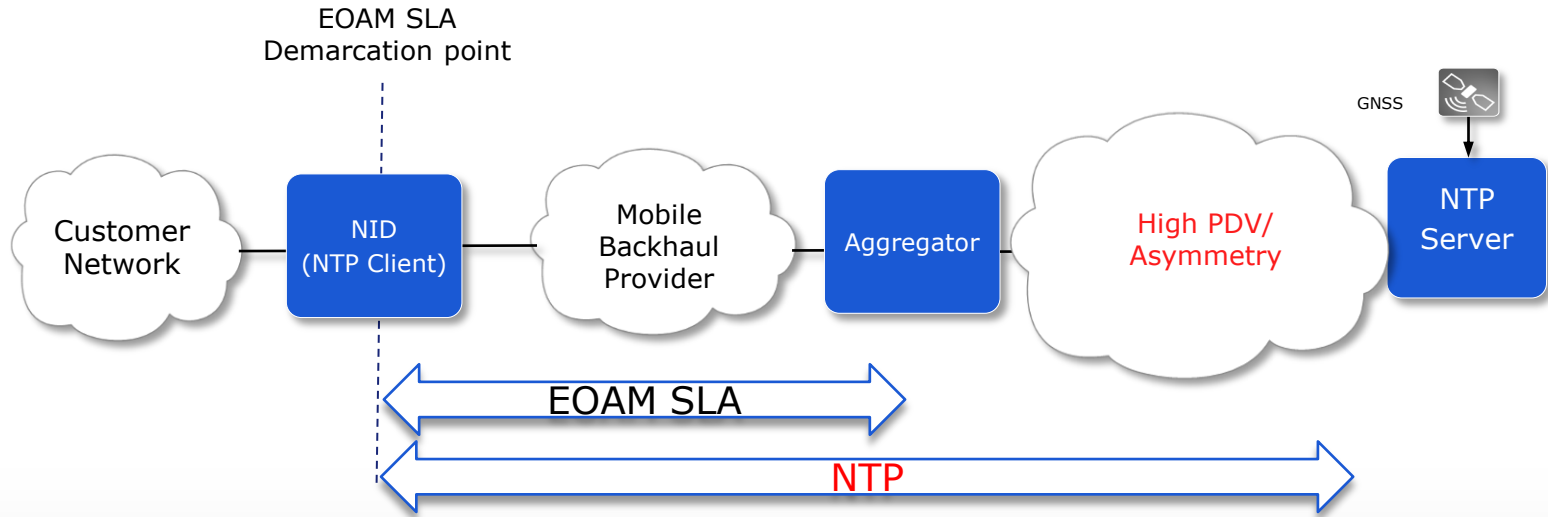 EOAM SLA
Demarcation point
GNSS
Customer
Network
NID
(NTP Client)
Mobile
Backhaul
Provider
Aggregator
High PDV/
Asymmetry
NTP
Server
EOAM SLA
NTP